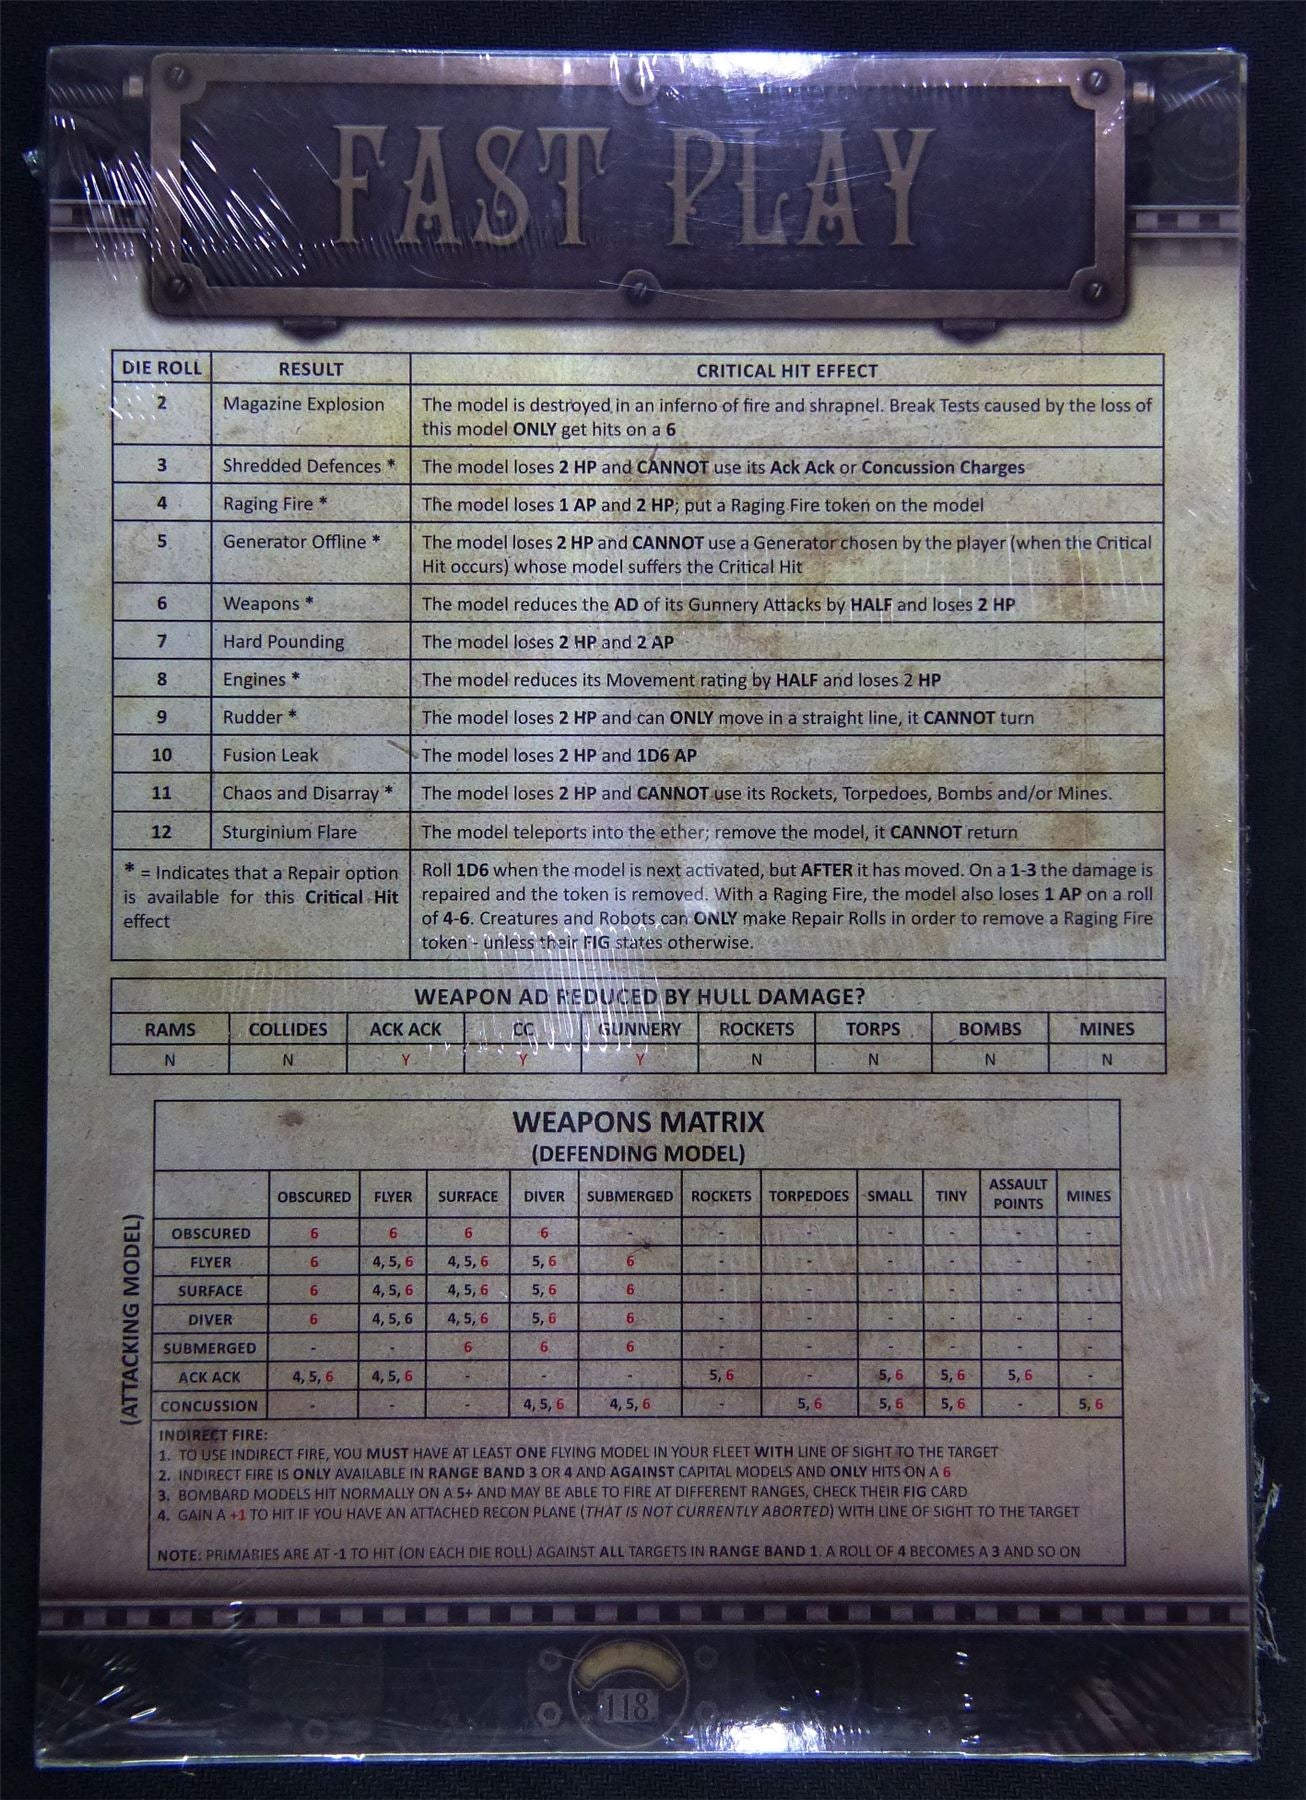 FAST PLAY
DIE ROLL RESULT CRITICAL HIT EFFECT
2 Magazine Explosion The model is destroyed in an inferno of fire and shrapnel. Break Tests caused by the loss of
this model ONLY get hits on a 6
3 Shredded Defences * The model loses 2 HP and CANNOT use its Ack Ack or Concussion Charges
4 Raging Fire * The model loses 1 AP and 2 HP; put a Raging Fire token on the model
5 Generator Offline * The model loses 2 HP and CANNOT use a Generator chosen by the player (when the Critical
Hit occurs) whose model suffers the Critical Hit
6 Weapons * The model reduces the AD of its Gunnery Attacks by HALF and loses 2 HP
7 Hard Pounding The model loses 2 HP and 2 AP
8 Engines * The model reduces its Movement rating by HALF and loses 2 HP
9 Rudder * The model loses 2 HP and can ONLY move in a straight line, it CANNOT turn
10 Fusion Leak The model loses 2 HP and 1D6 AP
11 Chaos and Disarray * The model loses 2 HP and CANNOT use its Rockets, Torpedoes, Bombs and/or Mines.
12 Sturginium Flare The model teleports into the ether; remove the model, it CANNOT return
* = Indicates that a Repair option
is available for this Critical Hit
effect
Roll 1D6 when the model is next activated, but AFTER it has moved. On a 1-3 the damage is
repaired and the token is removed. With a Raging Fire, the model also loses 1 AP on a roll
of 4-6. Creatures and Robots can ONLY make Repair Rolls in order to remove a Raging Fire
token - unless their FIG states otherwise.
WEAPON AD REDUCED BY HULL DAMAGE?
RAMS COLLIDES ACK ACK CC GUNNERY ROCKETS TORPS BOMBS MINES
N N Y Y Y N N N N
WEAPONS MATRIX
(DEFENDING MODEL)
(ATTACKING MODEL)
OBSCURED FLYER SURFACE DIVER SUBMERGED ROCKETS TORPEDOES SMALL TINY ASSAULT POINTS MINES
OBSCURED 6 6 6 6 - - - - - - -
FLYER 6 4, 5, 6 4, 5, 6 5, 6 6 - - - - - -
SURFACE 6 4, 5, 6 4, 5, 6 5, 6 6 - - - - - -
DIVER 6 4, 5, 6 4, 5, 6 5, 6 6 - - - - - -
SUBMERGED - - 6 6 6 - - - - - -
ACK ACK 4, 5, 6 4, 5, 6 - - - 5, 6 - 5, 6 5, 6 5, 6 -
CONCUSSION - - - 4, 5, 6 4, 5, 6 - 5, 6 5, 6 5, 6 - 5, 6
INDIRECT FIRE:
1. TO USE INDIRECT FIRE, YOU MUST HAVE AT LEAST ONE FLYING MODEL IN YOUR FLEET WITH LINE OF SIGHT TO THE TARGET
2. INDIRECT FIRE IS ONLY AVAILABLE IN RANGE BAND 3 OR 4 AND AGAINST CAPITAL MODELS AND ONLY HITS ON A 6
3. BOMBARD MODELS HIT NORMALLY ON A 5+ AND MAY BE ABLE TO FIRE AT DIFFERENT RANGES, CHECK THEIR FIG CARD
4. GAIN A +1 TO HIT IF YOU HAVE AN ATTACHED RECON PLANE (THAT IS NOT CURRENTLY ABORTED) WITH LINE OF SIGHT TO THE TARGET
NOTE: PRIMARIES ARE AT -1 TO HIT (ON EACH DIE ROLL) AGAINST ALL TARGETS IN RANGE BAND 1. A ROLL OF 4 BECOMES A 3 AND SO ON
118